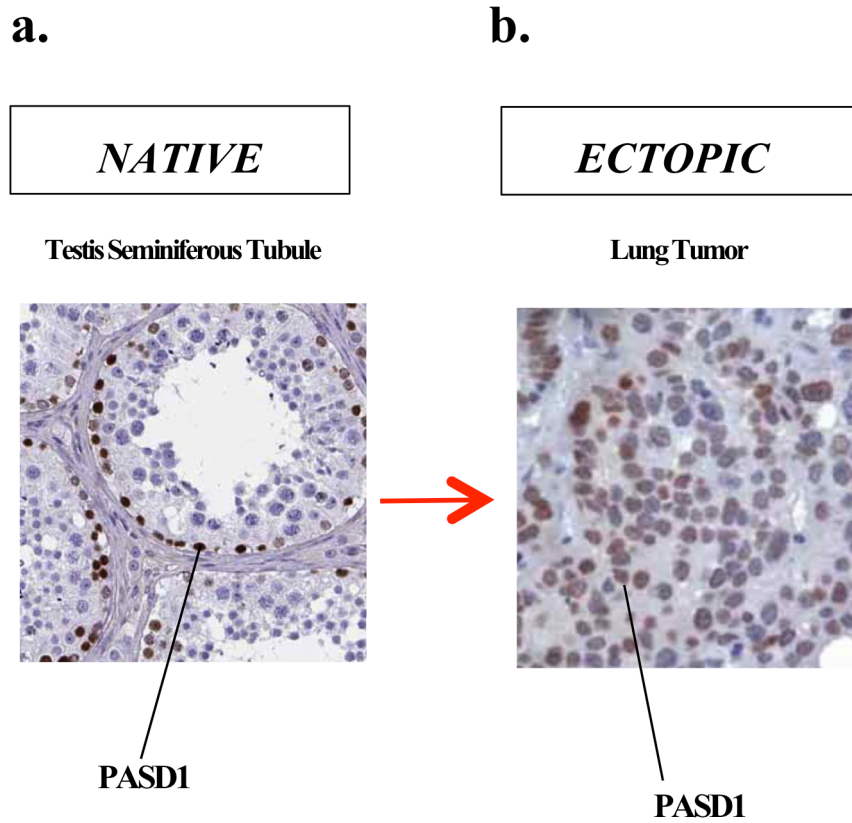 a.
NATIVE
Testis Seminiferous Tubule
PASD1
b.
ECTOPIC
Lung Tumor
PASD1